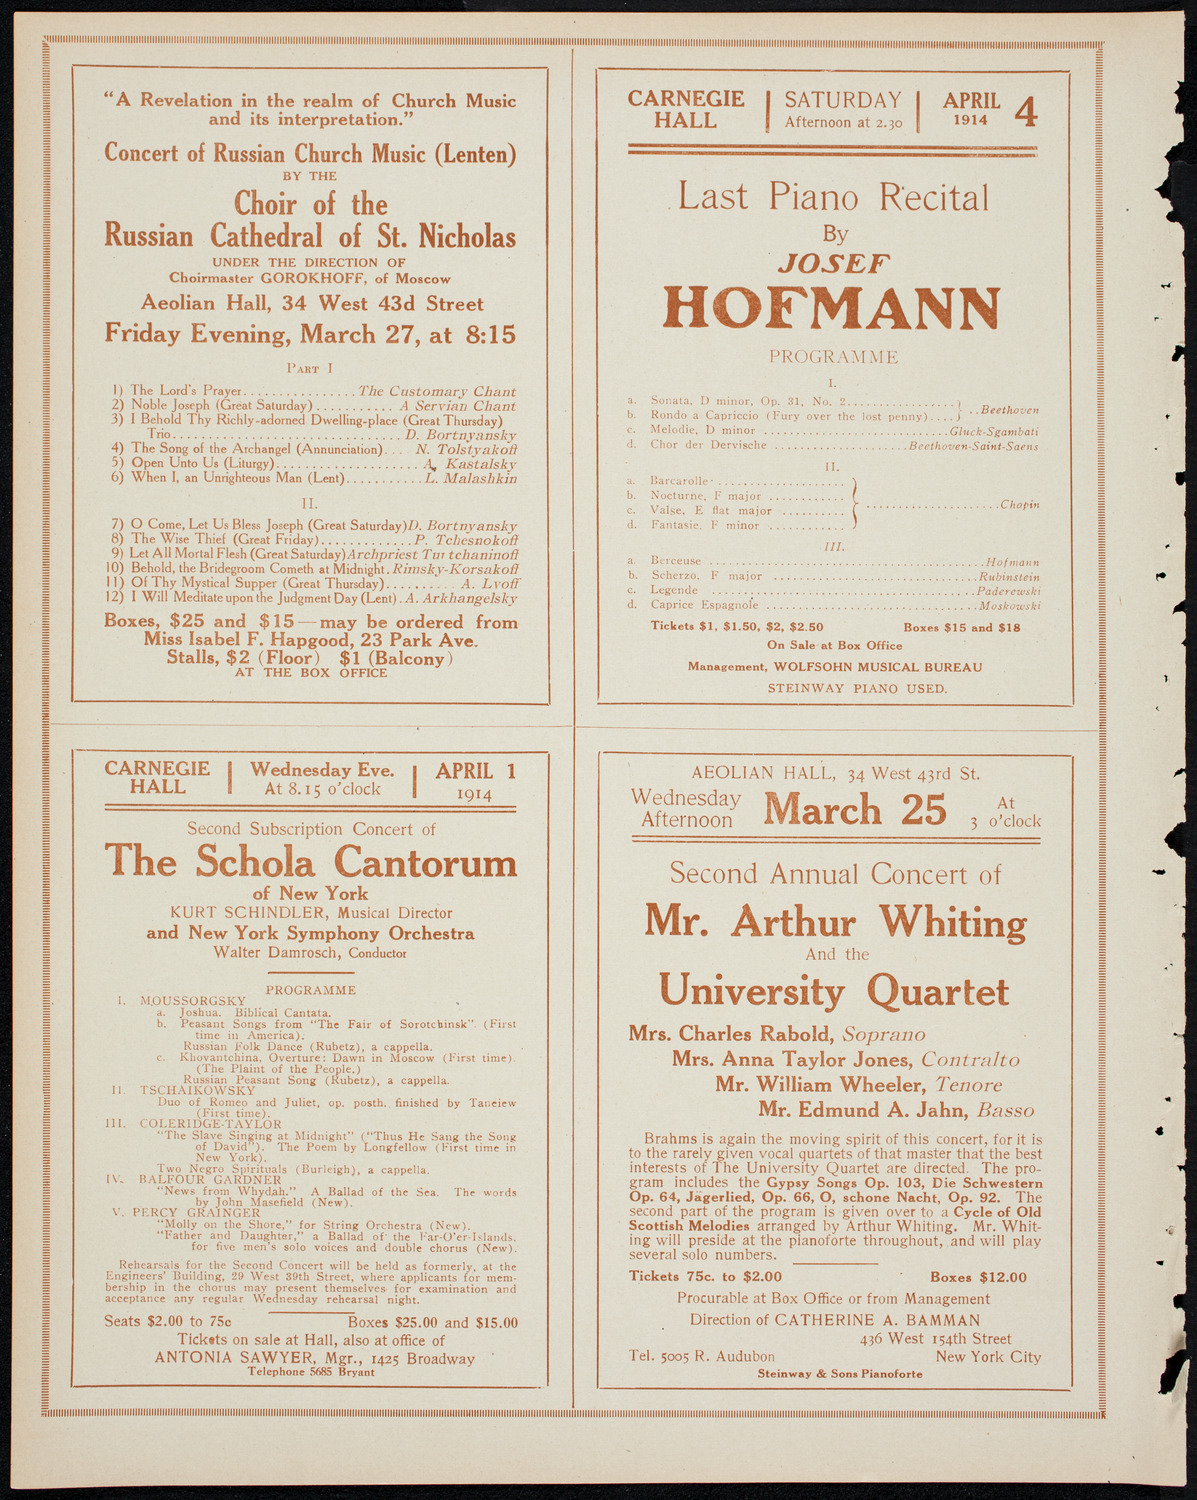 “A Revelation in the realm of Church Music
and its interpretation.”
Concert of Russian Church Music (Lenten)
BY THE
Choir of the
Russian Cathedral of St. Nicholas
UNDER THE DIRECTION OF
Choirmaster GOROKHOFF, of Moscow
Aeolian Hall, 34 West 43d Street
Friday Evening, March 27, at 8:15
PART I
1) The Lord's Prayer................The Customary Chant
2) Noble Joseph (Great Saturday)...........A Servian Chant
3) I Behold Thy Richly-adorned Dwelling-place (Great Thursday)
Trio..............................D. Bortnyansky
4) The Song of the Archangel (Annunciation)....N. Tolstyakoff
5) Open Unto Us (Liturgy)...................A. Kastalsky
6) When I, an Unrighteous Man (Lent)..........L. Malashkin
II.
7) O Come, Let Us Bless Joseph (Great Saturday) D. Bortnyansky
8) The Wise Thief (Great Friday)............P. Tchesnokoff
9) Let All Mortal Flesh (Great Saturday) Archpriest Turtchaninoff
10) Behold, the Bridegroom Cometh at Midnight. Rimsky-Korsakoff
11) Of Thy Mystical Supper (Great Thursday)..........A. Lvoff
12) I Will Meditate upon the Judgment Day (Lent). A. Arkhangelsky
Boxes, $25 and $15—may be ordered from
Miss Isabel F. Hapgood, 23 Park Ave.
Stalls, $2 (Floor) $1 (Balcony)
AT THE BOX OFFICE
CARNEGIE HALL | SATURDAY Afternoon at 2.30 | APRIL 4 1914
Last Piano Recital
By
JOSEF
HOFMANN
PROGRAMME
I.
a. Sonata, D minor, Op. 31, No. 2................
b. Rondo a Capriccio (Fury over the lost penny).... ..Beethoven
c. Melodie, D minor ...........................Gluck-Sgambati
d. Chor der Dervische ....................Beethoven-Saint-Saens
II.
a. Barcarolle ...................
b. Nocturne, F major ...........
c. Valse, E flat major ......... ....................Chopin
d. Fantasie, F minor ............
III.
a. Berceuse ........................................Hofmann
b. Scherzo, F major ..............................Rubinstein
c. Legende .......................................Paderewski
d. Caprice Espagnole ...............................Moskowski
Tickets $1, $1.50, $2, $2.50 Boxes $15 and $18
On Sale at Box Office
Management, WOLFSOHN MUSICAL BUREAU
STEINWAY PIANO USED.
CARNEGIE HALL | Wednesday Eve. At 8.15 o'clock | APRIL 1 1914
Second Subscription Concert of
The Schola Cantorum
of New York
KURT SCHINDLER, Musical Director
and New York Symphony Orchestra
Walter Damrosch, Conductor
PROGRAMME
I. MOUSSORGSKY
a. Joshua. Biblical Cantata.
b. Peasant Songs from “The Fair of Sorotchinsk”. (First
time in America).
Russian Folk Dance (Rubetz), a cappella.
c. Khovantchina, Overture: Dawn in Moscow (First time).
(The Plaint of the People.)
Russian Peasant Song (Rubetz), a cappella.
II. TSCHAIKOWSKY
Duo of Romeo and Juliet, op. posth. finished by Taneiew
(First time).
III. COLERIDGE-TAYLOR
“The Slave Singing at Midnight” (“Thus He Sang the Song
of David”). The Poem by Longfellow (First time in
New York).
Two Negro Spirituals (Burleigh), a cappella.
IV. BALFOUR GARDNER
“News from Whydah.” A Ballad of the Sea. The words
by John Masefield (New).
V. PERCY GRAINGER
“Molly on the Shore,” for String Orchestra (New).
“Father and Daughter,” a Ballad of the Far-O'er-Islands,
for five men's solo voices and double chorus (New).
Rehearsals for the Second Concert will be held as formerly, at the
Engineers' Building, 29 West 39th Street, where applicants for mem-
bership in the chorus may present themselves for examination and
acceptance any regular Wednesday rehearsal night.
Seats $2.00 to 75c Boxes $25.00 and $15.00
Tickets on sale at Hall, also at office of
ANTONIA SAWYER, Mgr., 1425 Broadway
Telephone 5685 Bryant
AEOLIAN HALL, 34 West 43rd St.
Wednesday Afternoon March 25 At 3 o'clock
Second Annual Concert of
Mr. Arthur Whiting
And the
University Quartet
Mrs. Charles Rabold, Soprano
Mrs. Anna Taylor Jones, Contralto
Mr. William Wheeler, Tenore
Mr. Edmund A. Jahn, Basso
Brahms is again the moving spirit of this concert, for it is
to the rarely given vocal quartets of that master that the best
interests of The University Quartet are directed. The pro-
gram includes the Gypsy Songs Op. 103, Die Schwestern
Op. 64, Jägerlied, Op. 66, O, schone Nacht, Op. 92. The
second part of the program is given over to a Cycle of Old
Scottish Melodies arranged by Arthur Whiting. Mr. Whit-
ing will preside at the pianoforte throughout, and will play
several solo numbers.
Tickets 75c. to $2.00 Boxes $12.00
Procurable at Box Office or from Management
Direction of CATHERINE A. BAMMAN
436 West 154th Street
Tel. 5005 R. Audubon New York City
Steinway & Sons Pianoforte